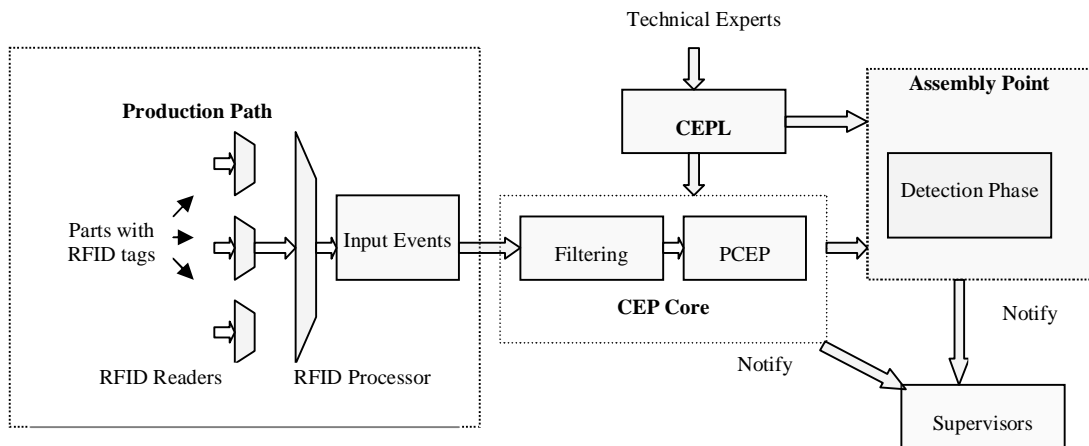 Technical Experts
Assembly Point
Production Path
CEPL
Detection Phase
Parts with
RFID tags
Input Events
Filtering
PCEP
CEP Core
Notify
Notify
RFID Readers
RFID Processor
Supervisors